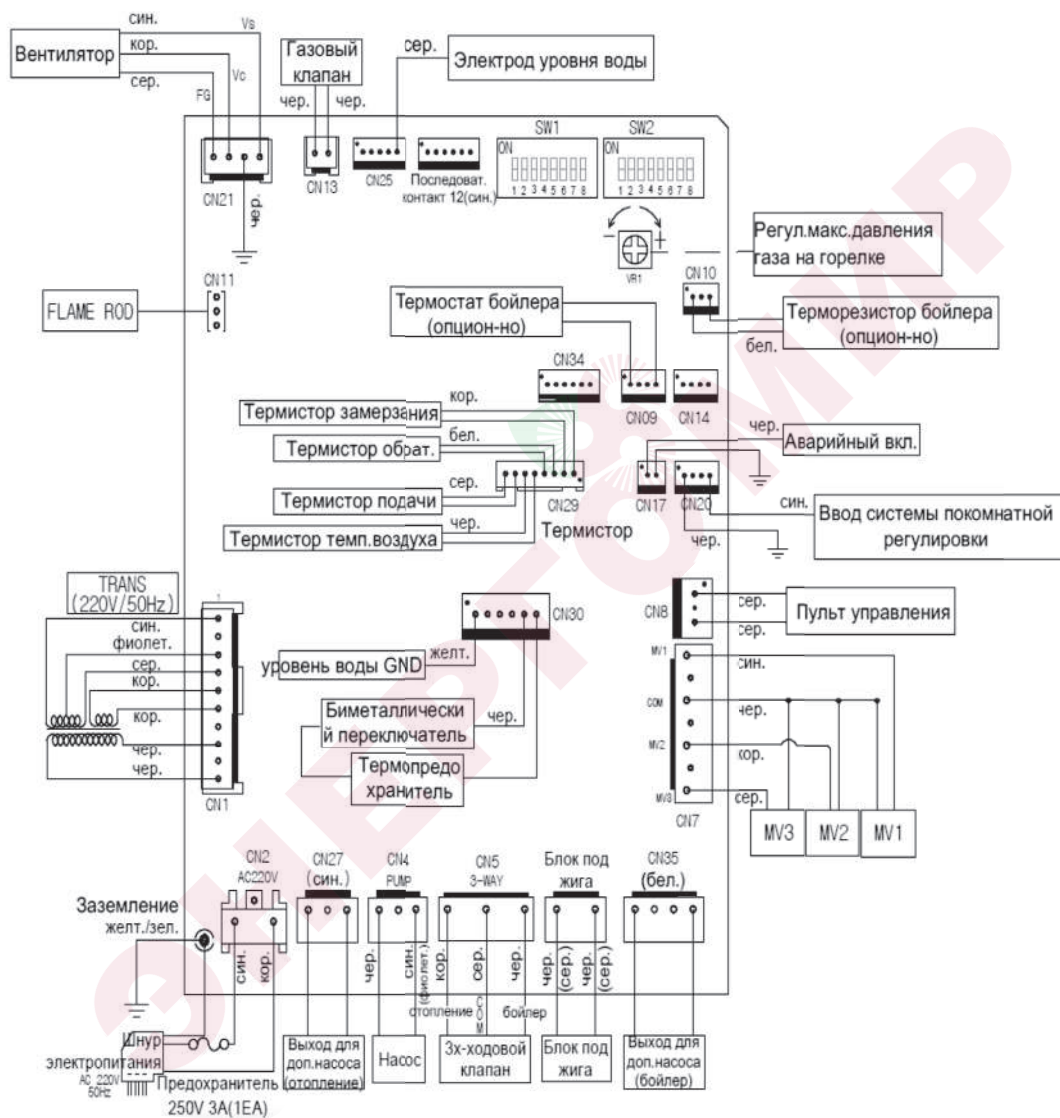 син.
Vs
Вентилятор
кор.
Vc
сер.
FG
Газовый
клапан
чер.
чер.
сер.
Электрод уровня воды
SW1
SW2
ON
ON
1 2 3 4 5 6 7 8
1 2 3 4 5 6 7 8
CN21
чер.
CN13
CN25
Последоват.
контакт 12(син.)
−
+
VR1
Регул.макс.давления
газа на горелке
CN11
FLAME ROD
CN10
Термостат бойлера
(опцион-но)
Терморезистор бойлера
(опцион-но)
бел.
CN34
CN09
CN14
кор.
Термистор замерзания
бел.
Термистор обрат.
сер.
Термистор подачи
чер.
Термистор темп.воздуха
CN29
Термистор
чер.
Аварийный вкл.
CN17
CN20
син.
чер.
Ввод системы покомнатной
регулировки
TRANS
(220V/50Hz)
1
син.
фиолет.
сер.
кор.
кор.
чер.
чер.
CN1
CN30
уровень воды GND
желт.
Биметаллически
й переключатель
чер.
Термопредо
хранитель
CN8
сер.
сер.
Пульт управления
MV1
син.
COM
чер.
MV2
кор.
MV3
сер.
CN7
MV3
MV2
MV1
CN2
AC220V
CN27
(син.)
CN4
PUMP
CN5
3-WAY
Блок под
жига
CN35
(бел.)
Заземление
желт./зел.
син.
кор.
чер.
син.
(фиолет.)
кор.
сер.
чер.
чер.
(сер.)
чер.
(сер.)
отопление
COM
бойлер
Шнур
электропитания
AC 220V
50Hz
Предохранитель
250V 3A(1EA)
Выход для
доп.насоса
(отопление)
Насос
3х-ходовой
клапан
Блок под
жига
Выход для
доп.насоса
(бойлер)
ЭНЕРГОМИР